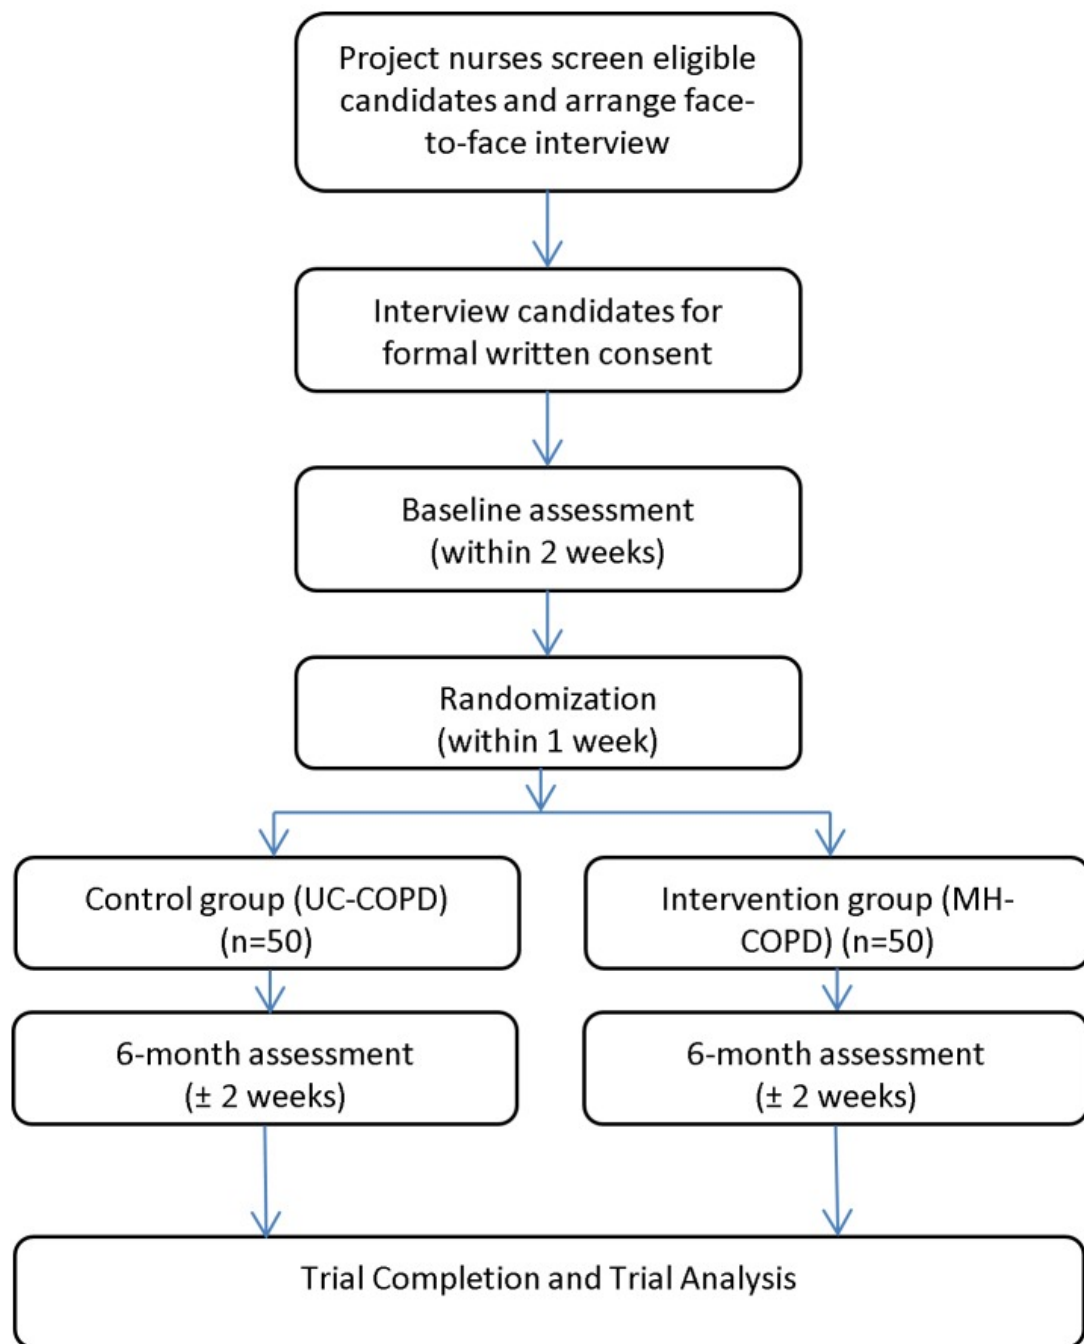 Project nurses screen eligible
candidates and arrange face-
to-face interview
Interview candidates for
formal written consent
Baseline assessment
(within 2 weeks)
Randomization
(within 1 week)
Control group (UC-COPD)
(n=50)
Intervention group (MH-
COPD) (n=50)
6-month assessment
(± 2 weeks)
6-month assessment
(± 2 weeks)
Trial Completion and Trial Analysis